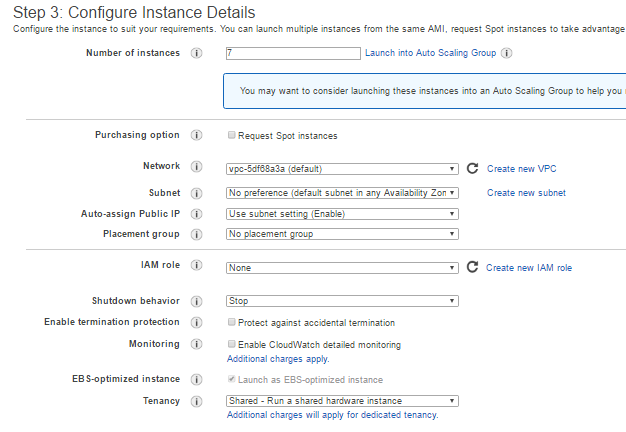 Step 3: Configure Instance Details
Configure the instance to suit your requirements. You can launch multiple instances from the same AMI, request Spot instances to take advantage
Number of instances 7 Launch into Auto Scaling Group
You may want to consider launching these instances into an Auto Scaling Group to help you
Purchasing option Request Spot instances
Network vpc-5df68a3a (default) Create new VPC
Subnet No preference (default subnet in any Availability Zon Create new subnet
Auto-assign Public IP Use subnet setting (Enable)
Placement group No placement group
IAM role None Create new IAM role
Shutdown behavior Stop
Enable termination protection Protect against accidental termination
Monitoring Enable CloudWatch detailed monitoring
Additional charges apply.
EBS-optimized instance Launch as EBS-optimized instance
Tenancy Shared - Run a shared hardware instance
Additional charges will apply for dedicated tenancy.